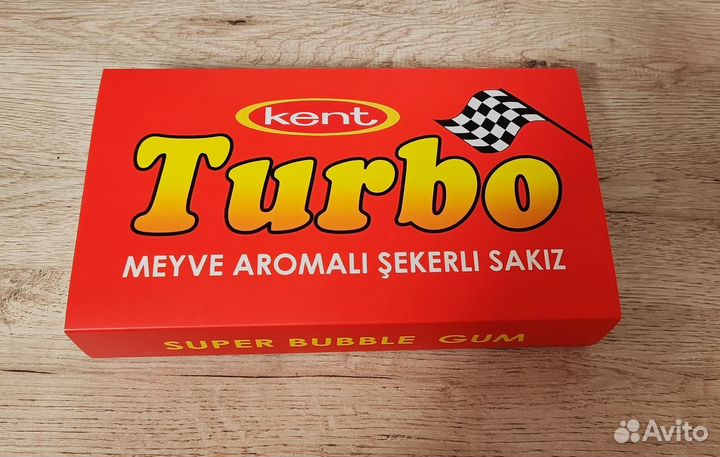 kent
Turbo
MEYVE AROMALI ŞEKERLİ SAKIZ
SUPER BUBBLE GUM
Avito